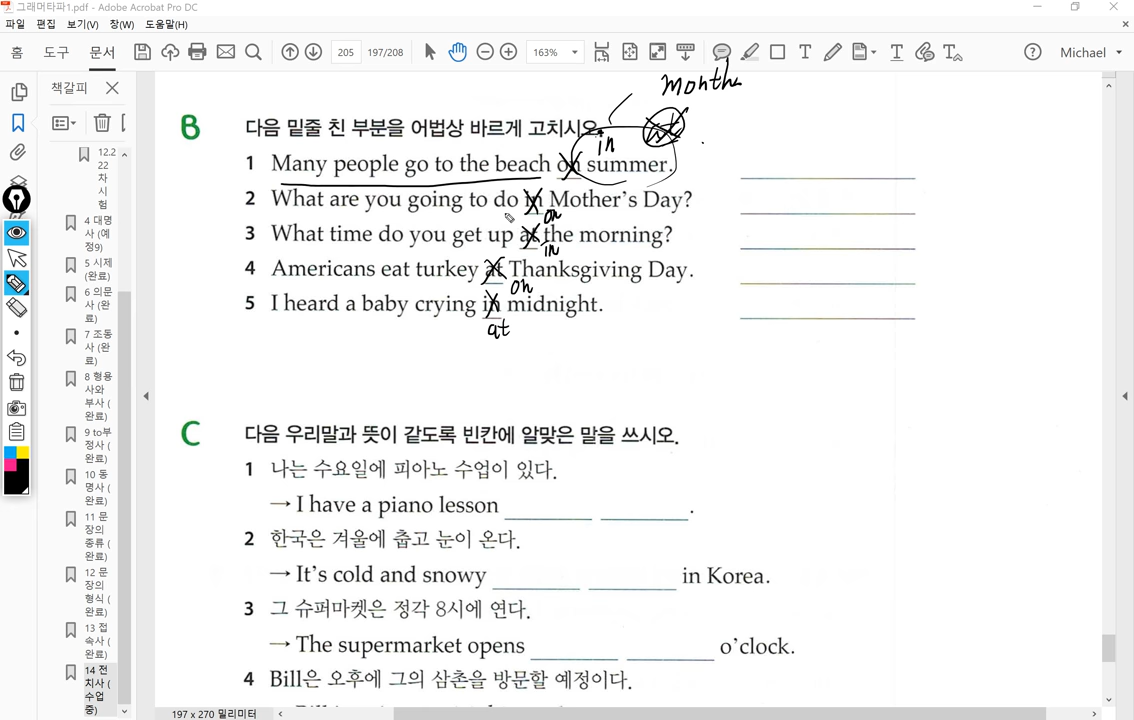 그래머타파1.pdf - Adobe Acrobat Pro DC
파일 편집 보기(V) 창(W) 도움말(H)
홈 도구 문서 205 197/208 163% Michael
책갈피
12.2
22
차 시
험
4 대명
사 (예
정9)
5 시제
(완료)
6 의문
사 (완
료)
7 조동
사 (완
료)
8 형용
사와
부사 (
완료)
9 to부
정사 (
완료)
10 동
명사 (
완료)
11 문
장의
종류 (
완료)
12 문
장의
형식 (
완료)
13 접
속사 (
완료)
14 전
치사 (
수업
중)
months
B 다음 밑줄 친 부분을 어법상 바르게 고치시오.
in
1 Many people go to the beach on summer.
2 What are you going to do in Mother's Day?
on
3 What time do you get up at the morning?
in
4 Americans eat turkey at Thanksgiving Day.
on
5 I heard a baby crying in midnight.
at
C 다음 우리말과 뜻이 같도록 빈칸에 알맞은 말을 쓰시오.
1 나는 수요일에 피아노 수업이 있다.
→ I have a piano lesson .
2 한국은 겨울에 춥고 눈이 온다.
→ It's cold and snowy in Korea.
3 그 슈퍼마켓은 정각 8시에 연다.
→ The supermarket opens o'clock.
4 Bill은 오후에 그의 삼촌을 방문할 예정이다.
197 x 270 밀리미터